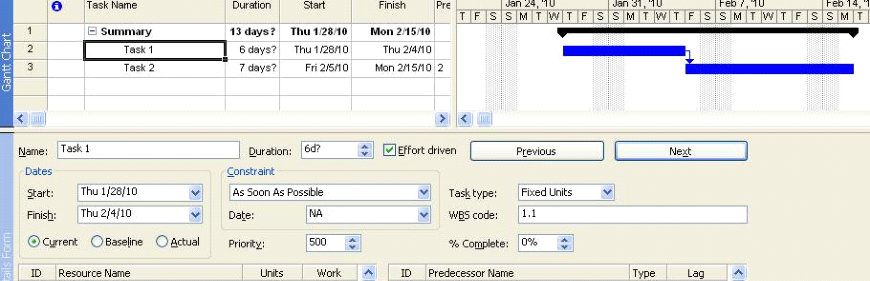 Task Name Duration Start Finish Pre
Jan 24, '10 Jan 31, '10 Feb 7, '10 Feb 14, '10
T F S S M T W T F S S M T W T F S S M T W T
1 Summary 13 days? Thu 1/28/10 Mon 2/15/10
2 Task 1 6 days? Thu 1/28/10 Thu 2/4/10
3 Task 2 7 days? Fri 2/5/10 Mon 2/15/10 2
Gantt Chart
Name: Task 1 Duration: 6d? Effort driven Previous Next
Dates Constraint
Start: Thu 1/28/10 As Soon As Possible Task type: Fixed Units
Finish: Thu 2/4/10 Date: NA WBS code: 1.1
Current Baseline Actual Priority: 500 % Complete: 0%
ID Resource Name Units Work ID Predecessor Name Type Lag